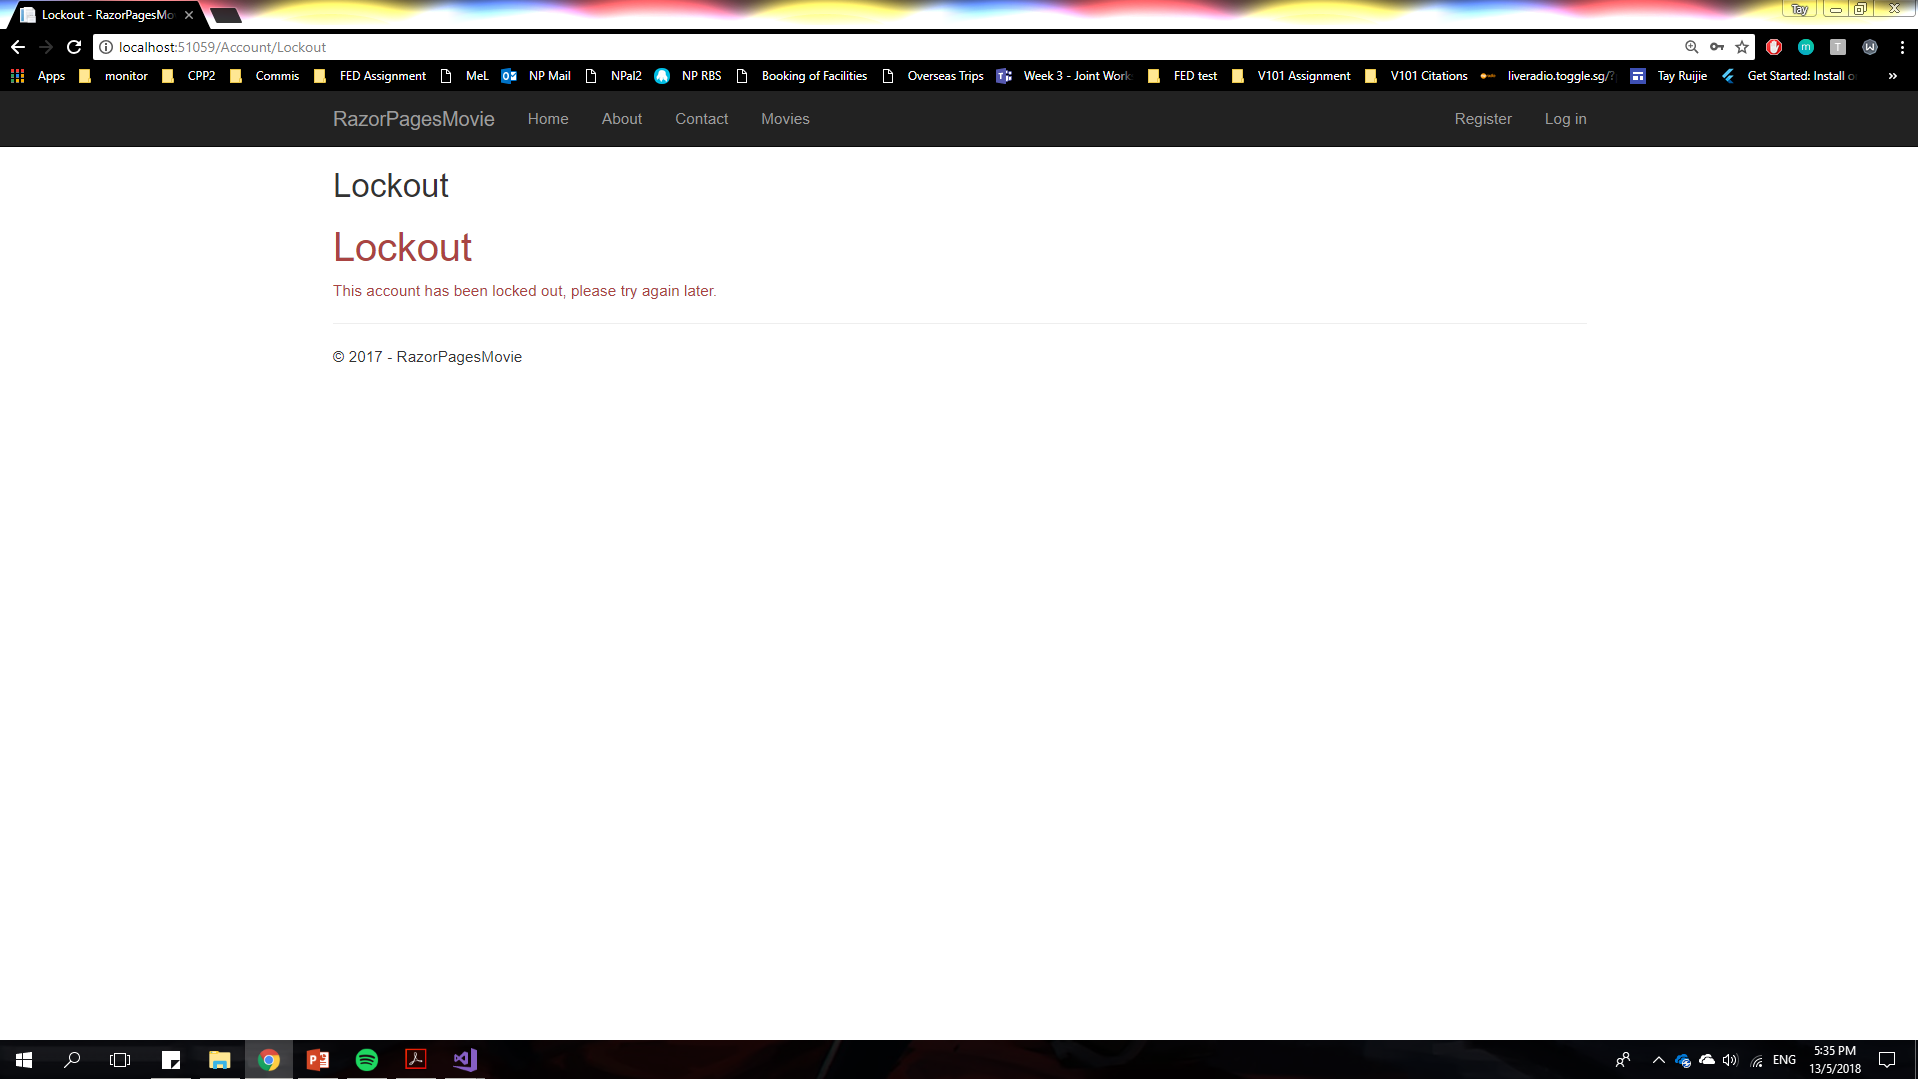 Lockout - RazorPagesMo
Tay
localhost:51059/Account/Lockout
Apps monitor CPP2 Commis FED Assignment MeL NP Mail NPal2 NP RBS Booking of Facilities Overseas Trips Week 3 - Joint Work FED test V101 Assignment V101 Citations liveradio.toggle.sg/? Tay Ruijie Get Started: Install o »
RazorPagesMovie Home About Contact Movies Register Log in
Lockout
Lockout
This account has been locked out, please try again later.
© 2017 - RazorPagesMovie
ENG
5:35 PM
13/5/2018